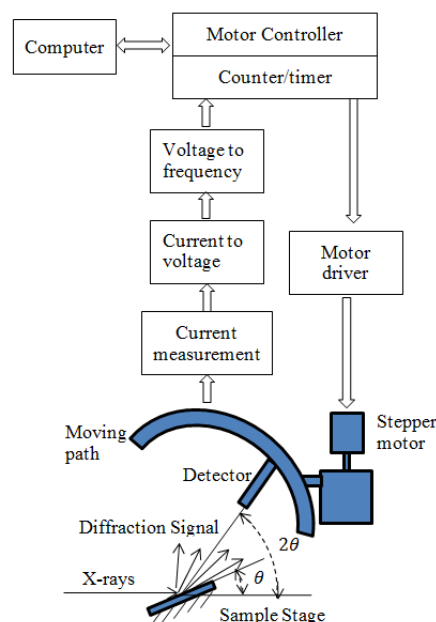 Computer
Motor Controller
Counter/timer
Voltage to
frequency
Current to
voltage
Motor
driver
Current
measurement
Moving
path
Stepper
motor
Detector
Diffraction Signal
2θ
X-rays
θ
Sample Stage